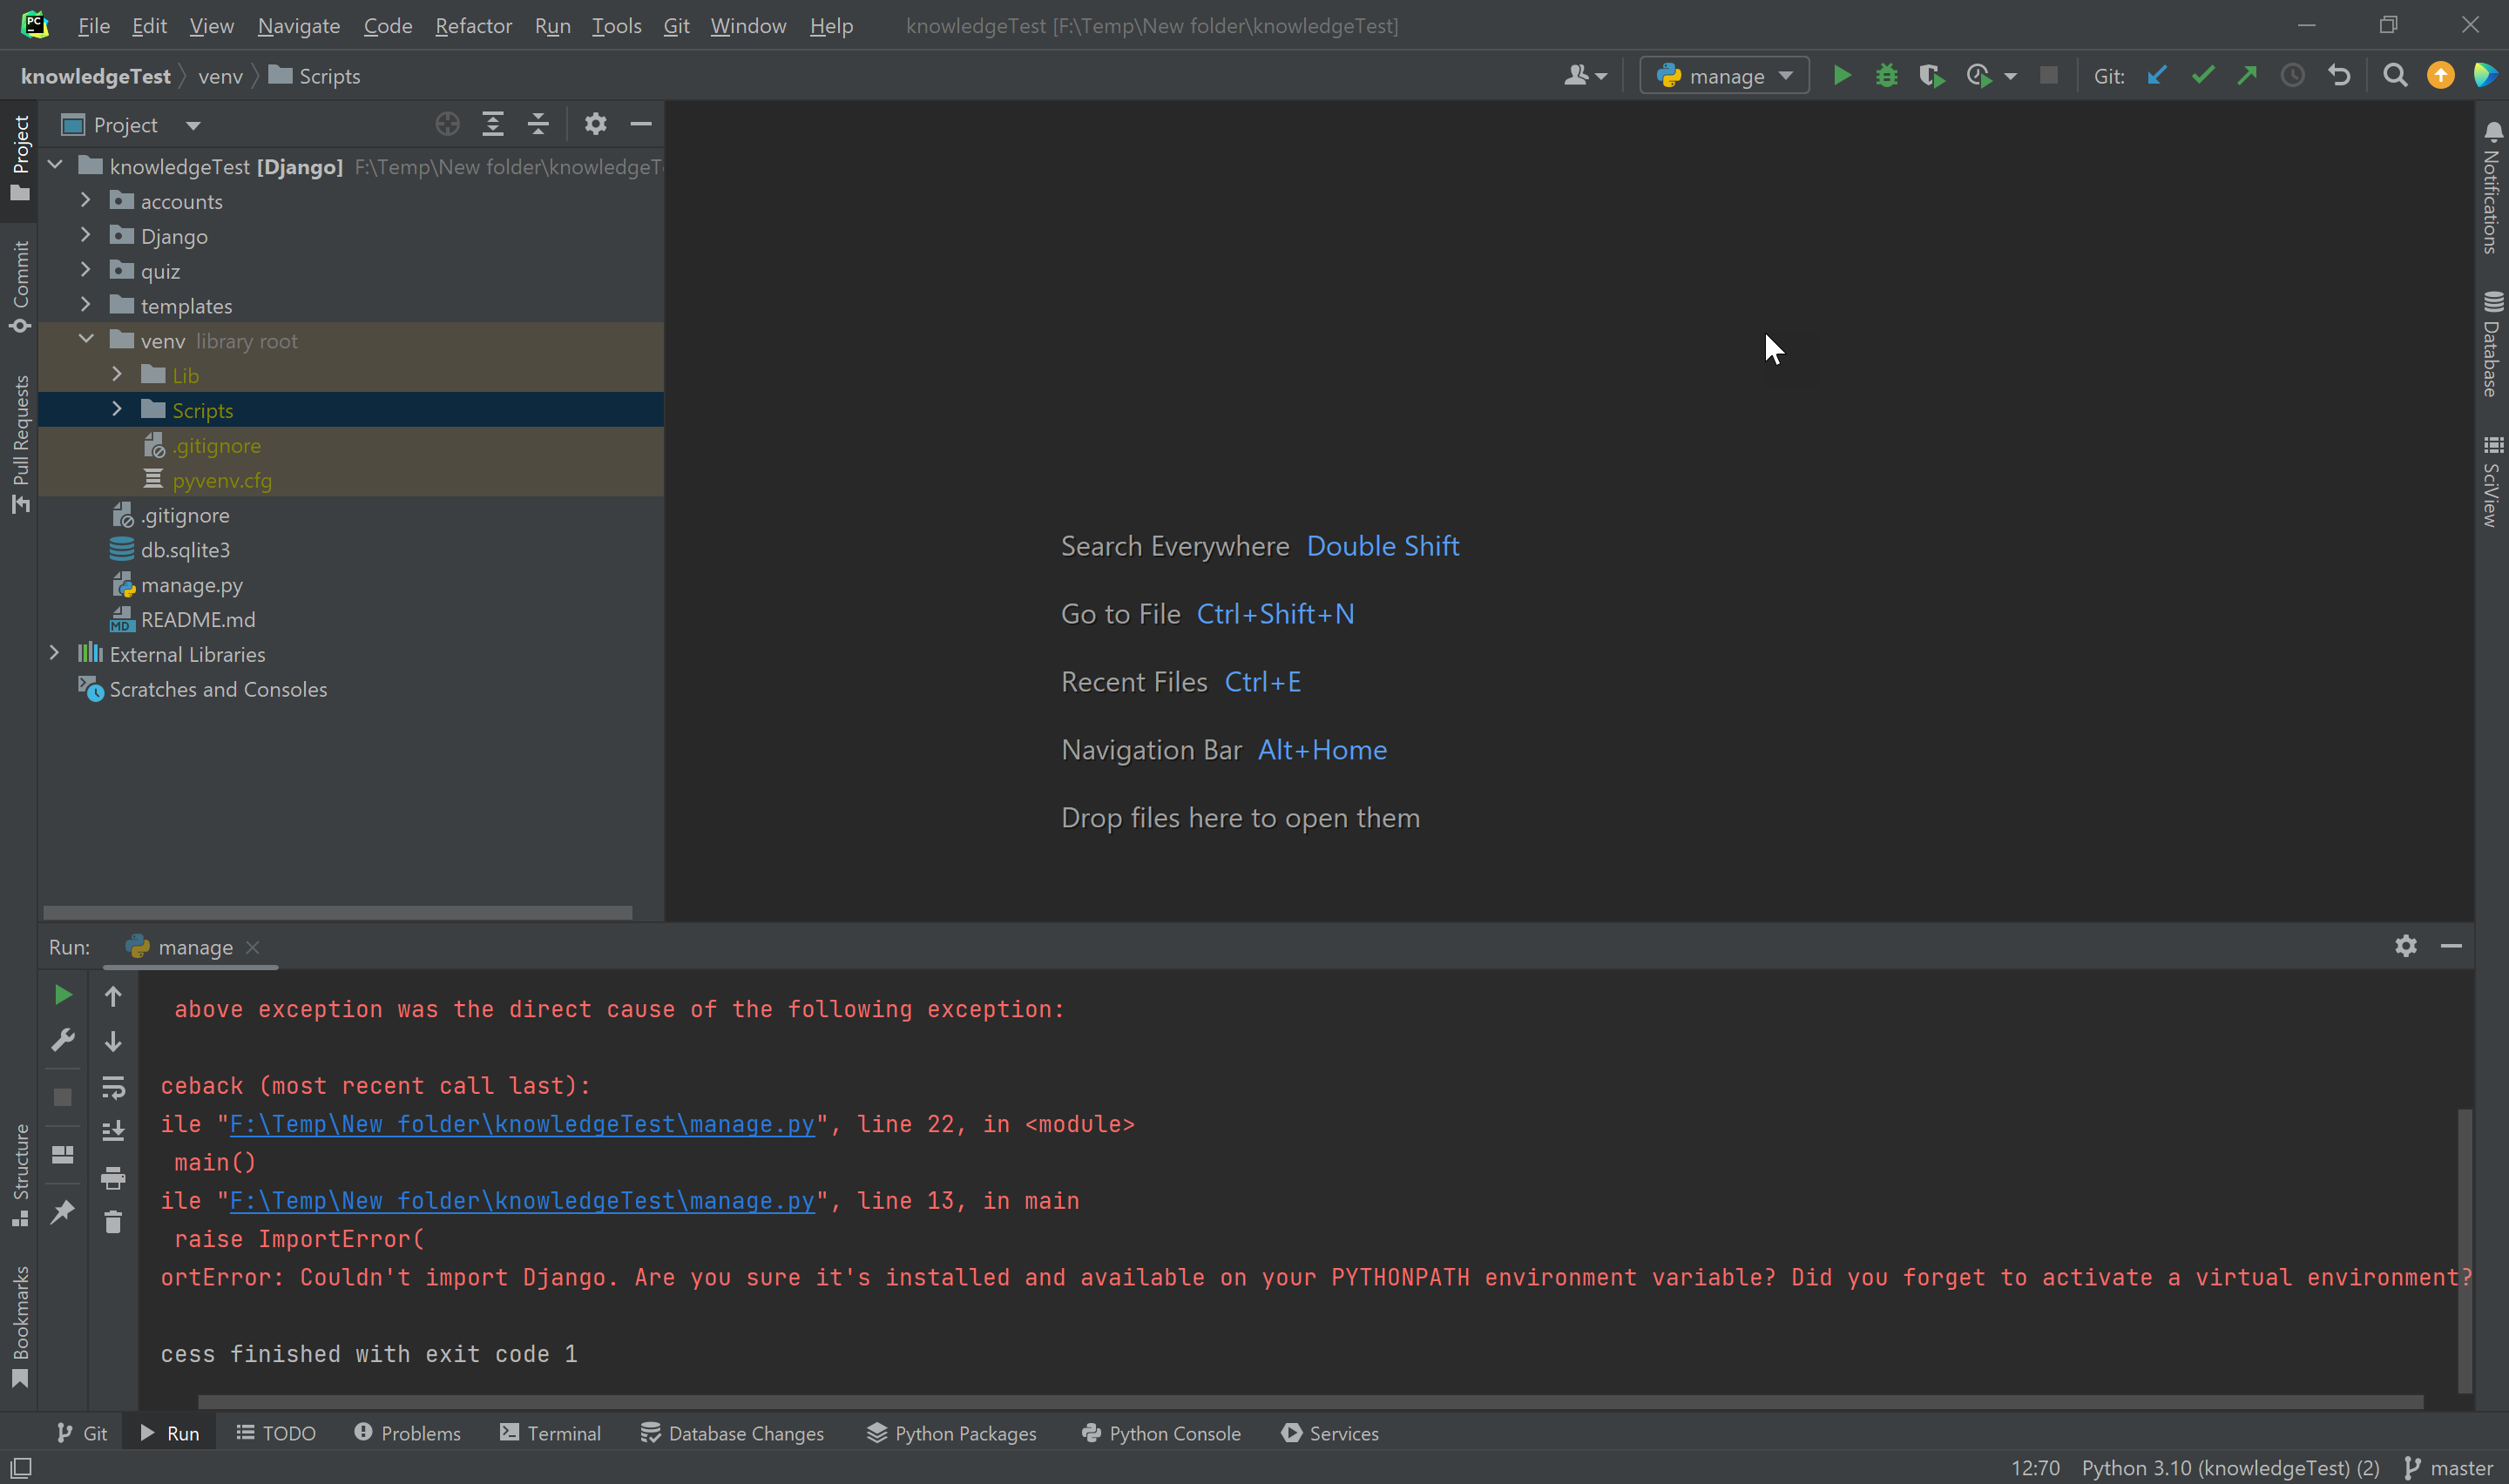 PC
File Edit View Navigate Code Refactor Run Tools Git Window Help knowledgeTest [F:\Temp\New folder\knowledgeTest]
knowledgeTest venv Scripts manage Git:
Project
knowledgeTest [Django] F:\Temp\New folder\knowledgeT
accounts
Django
quiz
templates
venv library root
Lib
Scripts
.gitignore
pyvenv.cfg
.gitignore
db.sqlite3
manage.py
MD README.md
External Libraries
Scratches and Consoles
Project
Commit
Pull Requests
Structure
Bookmarks
Search Everywhere Double Shift
Go to File Ctrl+Shift+N
Recent Files Ctrl+E
Navigation Bar Alt+Home
Drop files here to open them
Notifications
Database
SciView
Run: manage
above exception was the direct cause of the following exception:
ceback (most recent call last):
ile "F:\Temp\New folder\knowledgeTest\manage.py", line 22, in <module>
main()
ile "F:\Temp\New folder\knowledgeTest\manage.py", line 13, in main
raise ImportError(
ortError: Couldn't import Django. Are you sure it's installed and available on your PYTHONPATH environment variable? Did you forget to activate a virtual environment?
cess finished with exit code 1
Git Run TODO Problems Terminal Database Changes Python Packages Python Console Services
12:70 Python 3.10 (knowledgeTest) (2) master